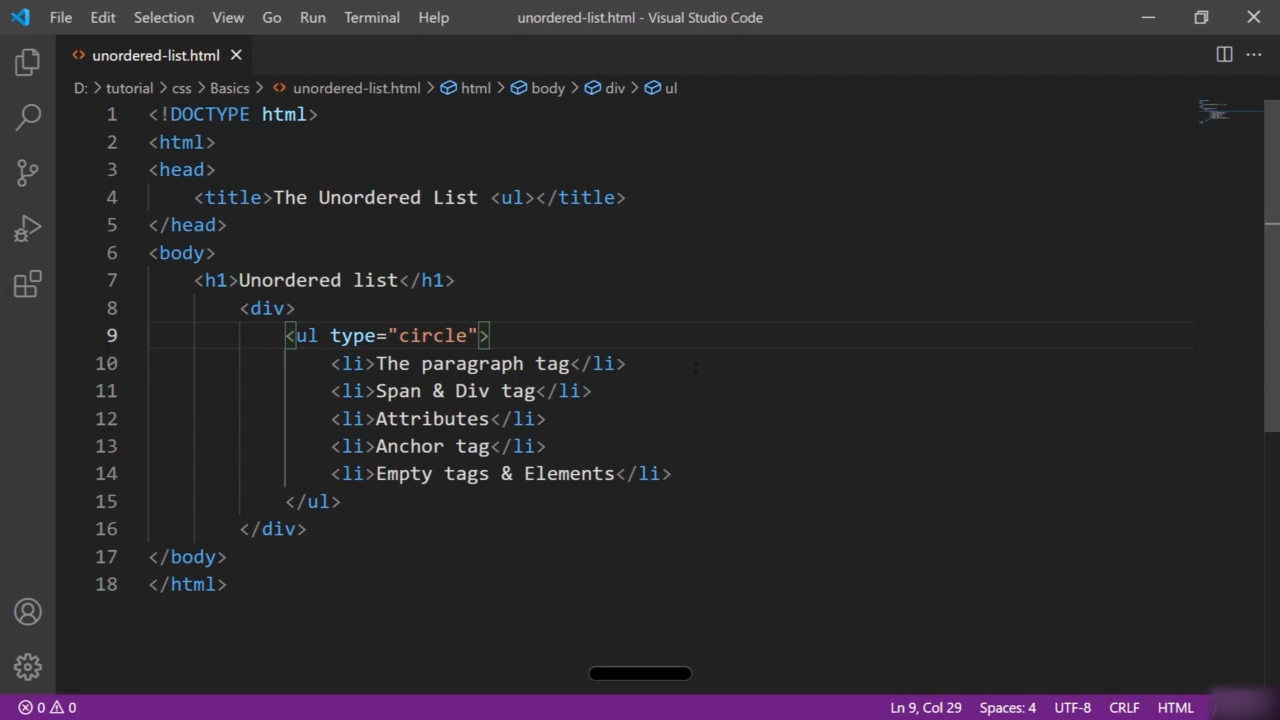 File Edit Selection View Go Run Terminal Help unordered-list.html - Visual Studio Code
unordered-list.html
D: > tutorial > css > Basics > unordered-list.html > html > body > div > ul
1 <!DOCTYPE html>
2 <html>
3 <head>
4 <title>The Unordered List <ul></title>
5 </head>
6 <body>
7 <h1>Unordered list</h1>
8 <div>
9 <ul type="circle">
10 <li>The paragraph tag</li>
11 <li>Span & Div tag</li>
12 <li>Attributes</li>
13 <li>Anchor tag</li>
14 <li>Empty tags & Elements</li>
15 </ul>
16 </div>
17 </body>
18 </html>
0 0 Ln 9, Col 29 Spaces: 4 UTF-8 CRLF HTML